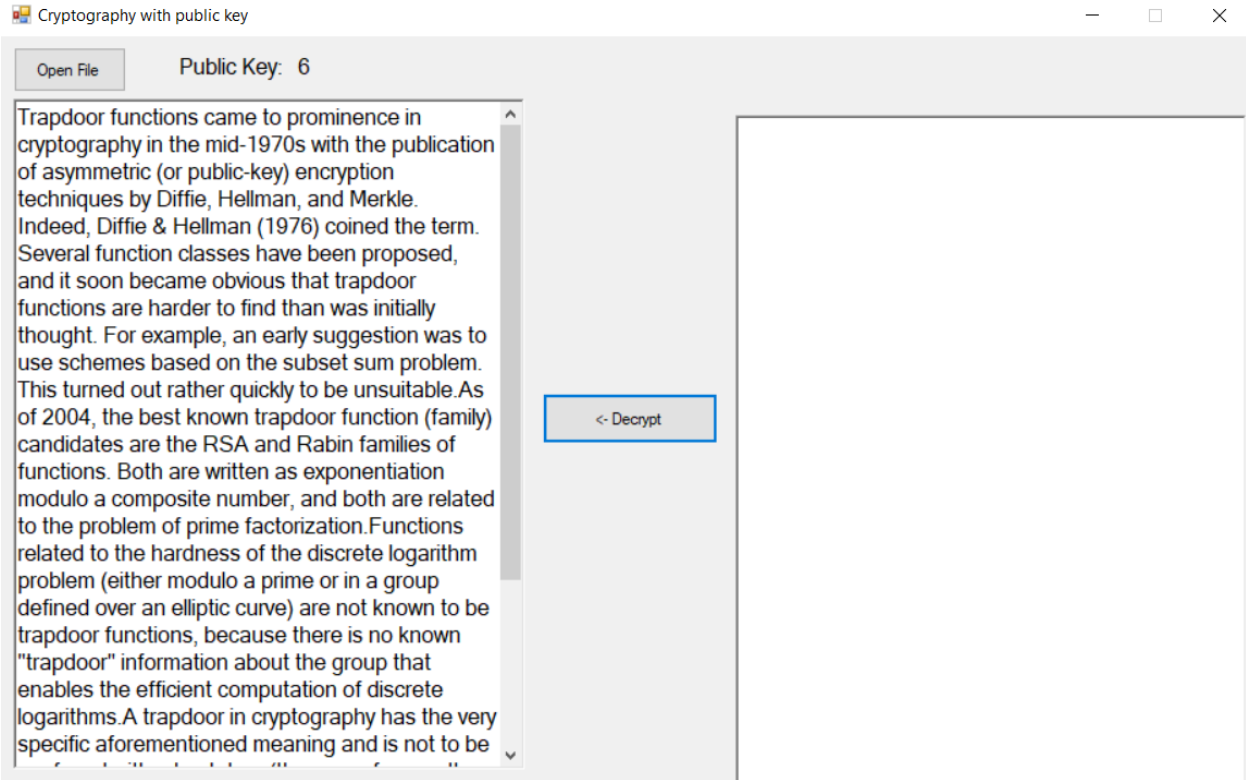 Cryptography with public key
Open File
Public Key: 6
Trapdoor functions came to prominence in
cryptography in the mid-1970s with the publication
of asymmetric (or public-key) encryption
techniques by Diffie, Hellman, and Merkle.
Indeed, Diffie & Hellman (1976) coined the term.
Several function classes have been proposed,
and it soon became obvious that trapdoor
functions are harder to find than was initially
thought. For example, an early suggestion was to
use schemes based on the subset sum problem.
This turned out rather quickly to be unsuitable.As
of 2004, the best known trapdoor function (family)
candidates are the RSA and Rabin families of
functions. Both are written as exponentiation
modulo a composite number, and both are related
to the problem of prime factorization.Functions
related to the hardness of the discrete logarithm
problem (either modulo a prime or in a group
defined over an elliptic curve) are not known to be
trapdoor functions, because there is no known
"trapdoor" information about the group that
enables the efficient computation of discrete
logarithms.A trapdoor in cryptography has the very
specific aforementioned meaning and is not to be
<- Decrypt